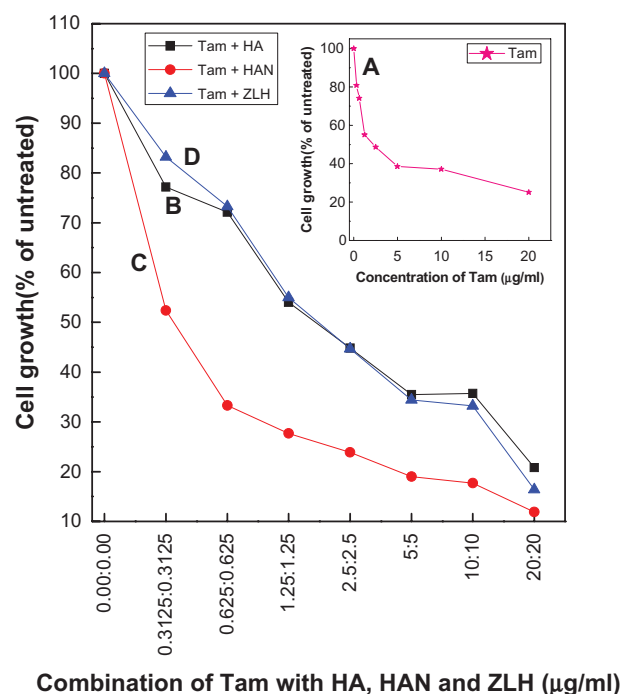 110
100
90
80
70
60
50
40
30
20
10
Cell growth(% of untreated)
Tam + HA
Tam + HAN
Tam + ZLH
D
B
C
A
Tam
100
80
60
40
20
0
Cell growth(% of untreated)
0 5 10 15 20
Concentration of Tam (µg/ml)
0.00:0.00
0.3125:0.3125
0.625:0.625
1.25:1.25
2.5:2.5
5:5
10:10
20:20
Combination of Tam with HA, HAN and ZLH (µg/ml)